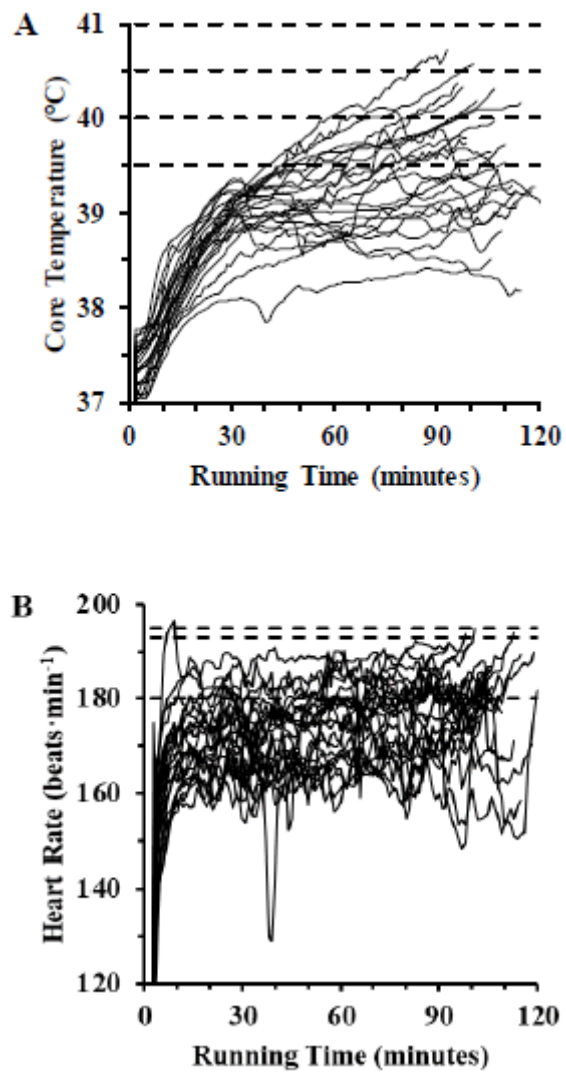 A
41
40
39
38
37
Core Temperature (°C)
0 30 60 90 120
Running Time (minutes)
B
200
180
160
140
120
Heart Rate (beats·min⁻¹)
0 30 60 90 120
Running Time (minutes)